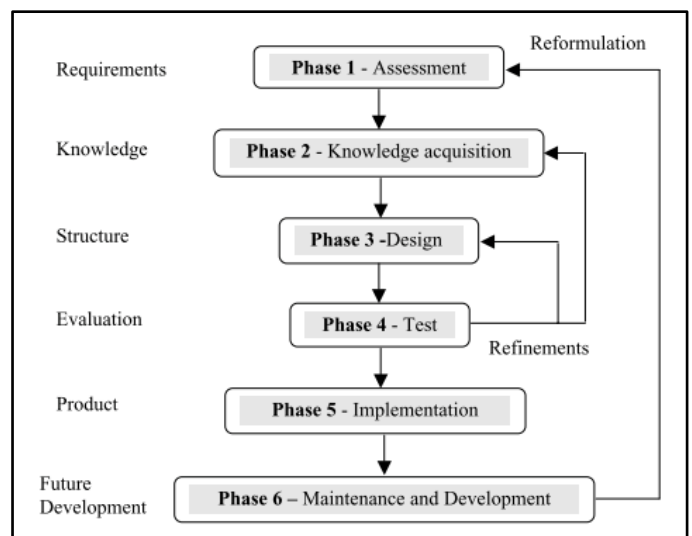 Reformulation
Requirements
Phase 1 - Assessment
Knowledge
Phase 2 - Knowledge acquisition
Structure
Phase 3 -Design
Evaluation
Phase 4 - Test
Refinements
Product
Phase 5 - Implementation
Future
Development
Phase 6 – Maintenance and Development